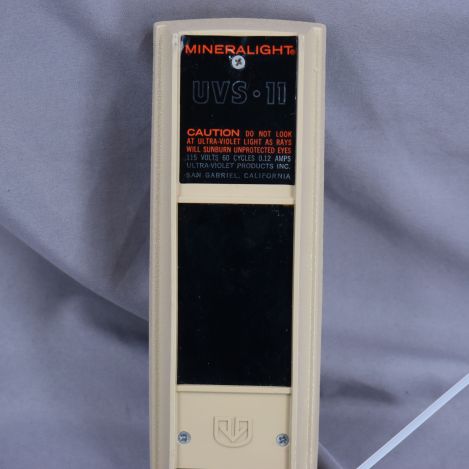 MINERALIGHT®
UVS·11
CAUTION DO NOT LOOK
AT ULTRA-VIOLET LIGHT AS RAYS
WILL SUNBURN UNPROTECTED EYES
115 VOLTS 60 CYCLES 0.12 AMPS
ULTRA-VIOLET PRODUCTS INC.
SAN GABRIEL, CALIFORNIA